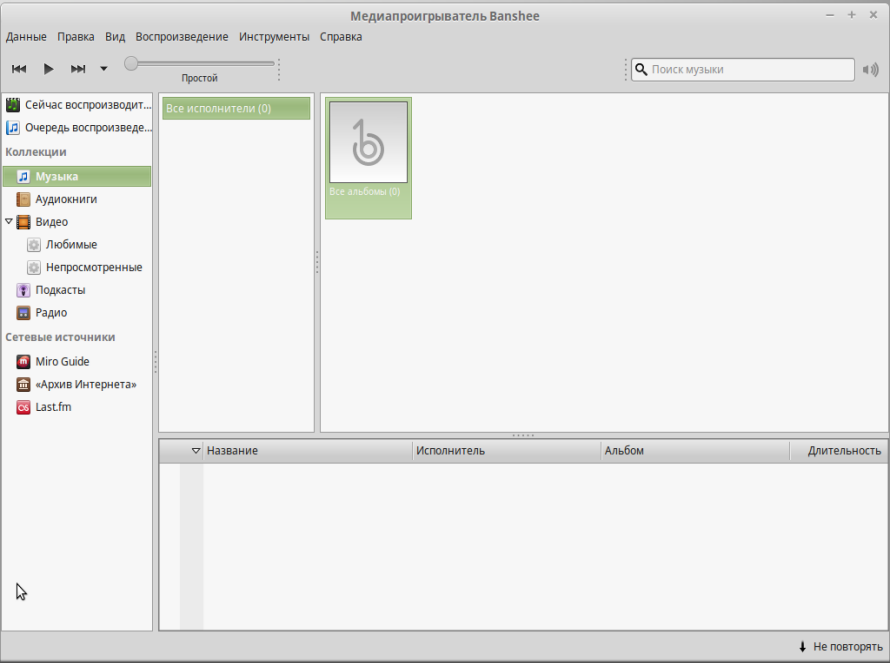 Медиапроигрыватель Banshee
Данные Правка Вид Воспроизведение Инструменты Справка
Простой
Поиск музыки
Сейчас воспроизводит...
Очередь воспроизведе...
Коллекции
Музыка
Аудиокниги
Видео
Любимые
Непросмотренные
Подкасты
Радио
Сетевые источники
Miro Guide
«Архив Интернета»
Last.fm
Все исполнители (0)
Все альбомы (0)
Название Исполнитель Альбом Длительность
Не повторять